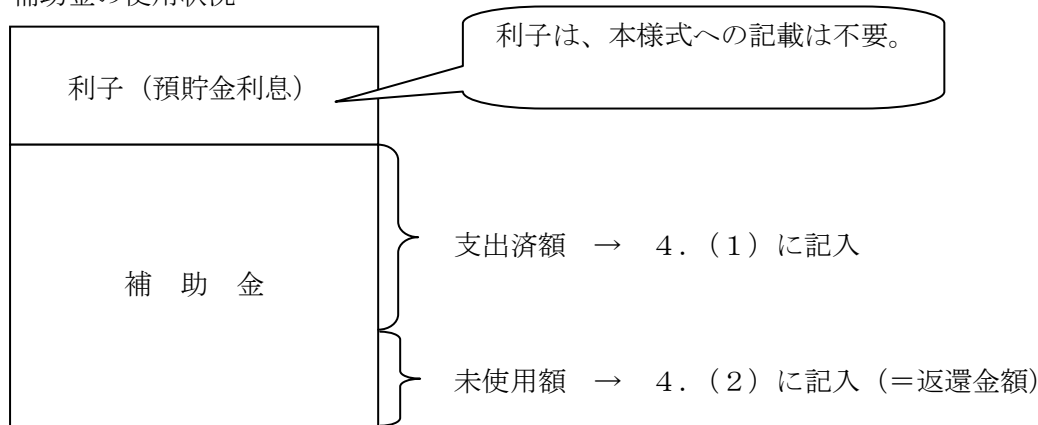 補助金の使用状況
利子は、本様式への記載は不要。
利子（預貯金利息）
支出済額　→　４．（１）に記入
補　助　金
未使用額　→　４．（２）に記入（＝返還金額）